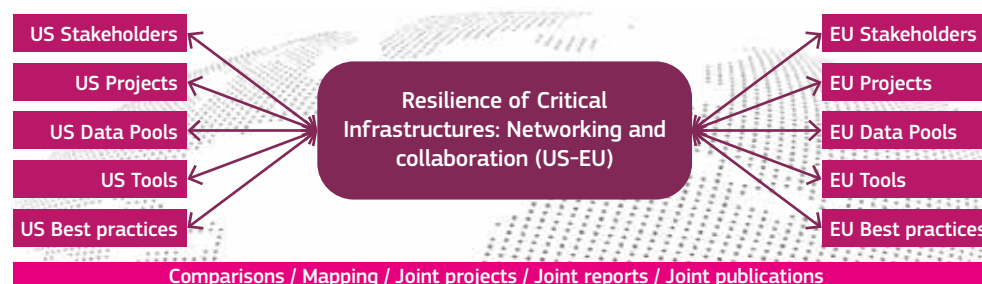 US Stakeholders
US Projects
US Data Pools
US Tools
US Best practices
Resilience of Critical
Infrastructures: Networking and
collaboration (US-EU)
EU Stakeholders
EU Projects
EU Data Pools
EU Tools
EU Best practices
Comparisons / Mapping / Joint projects / Joint reports / Joint publications